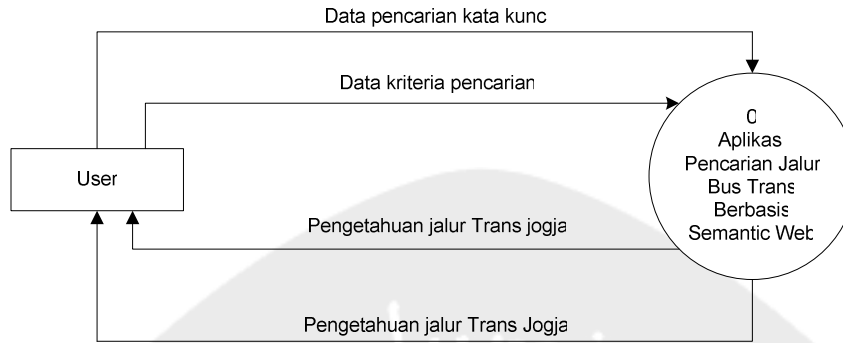 Data pencarian kata kunc
Data kriteria pencarian
0
Aplikas
Pencarian Jalur
Bus Trans
Berbasis
Semantic Web
User
Pengetahuan jalur Trans jogja
Pengetahuan jalur Trans Jogja